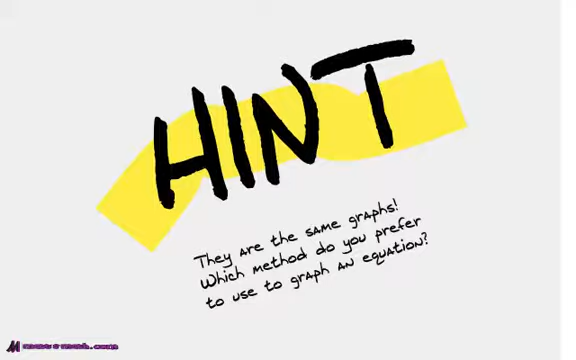 HINT
They are the same graphs!
Which method do you prefer
to use to graph an equation?